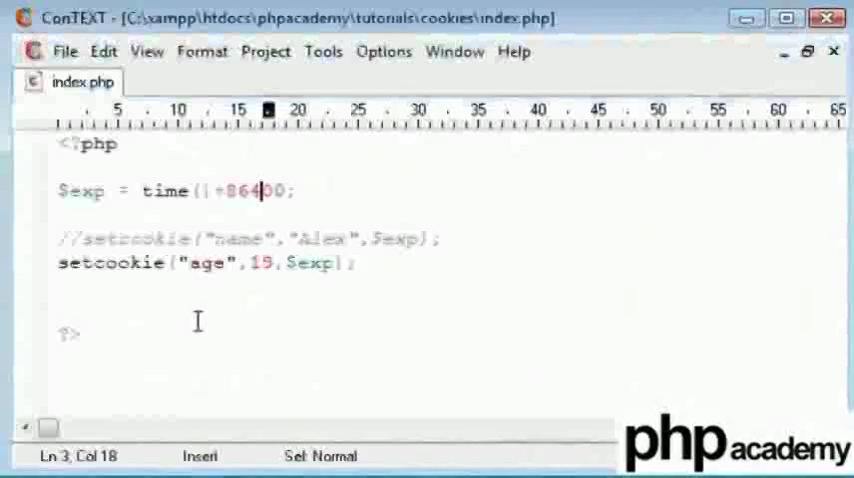 ConTEXT - [C:\xampp\htdocs\phpacademy\tutorials\cookies\index.php]
File Edit View Format Project Tools Options Window Help
index.php
5 10 15 20 25 30 35 40 45 50 55 60 65
<?php
$exp = time()+86400;
//setcookie("name","Alex",$exp);
setcookie("age",19,$exp);
?>
Ln 3, Col 18 Insert Sel: Normal
php academy